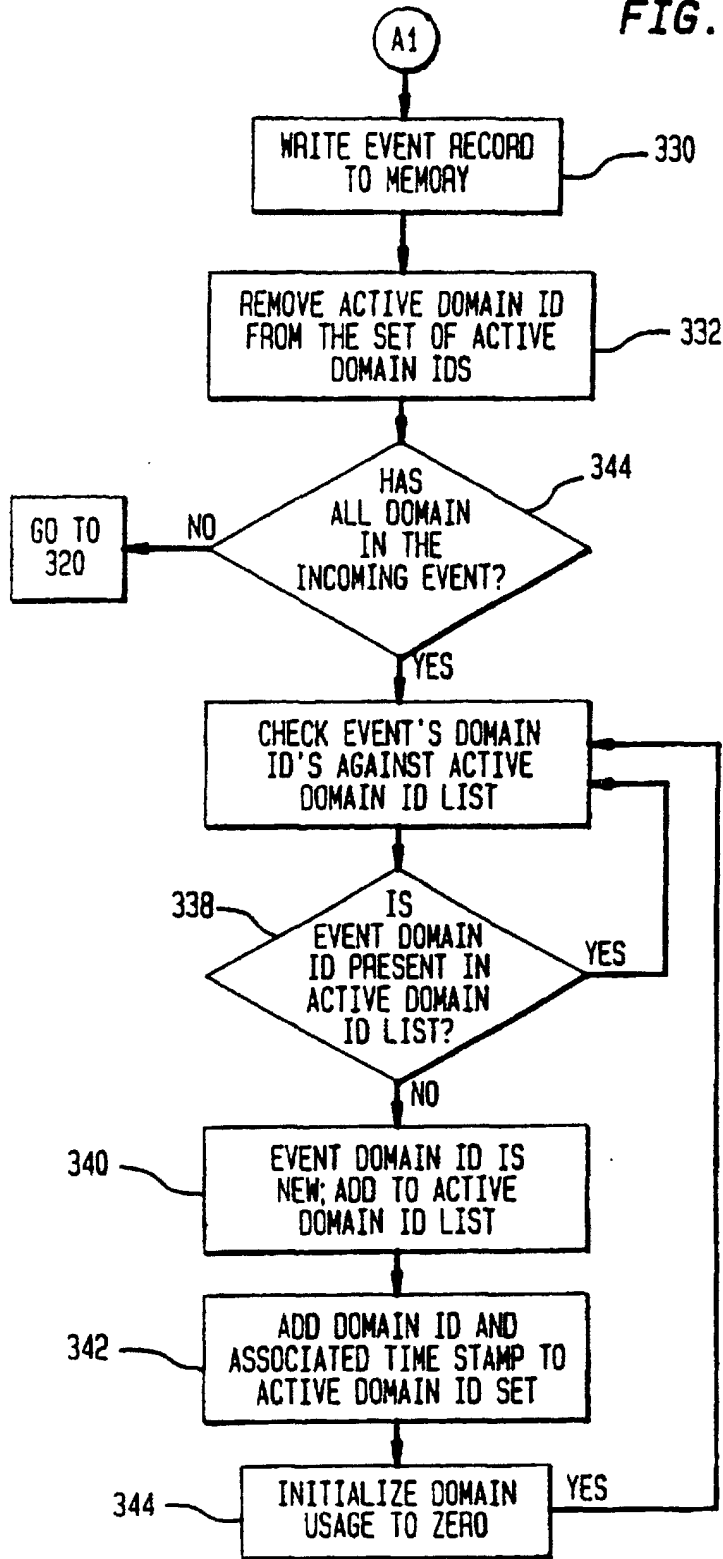 FIG.
A1
WRITE EVENT RECORD
TO MEMORY
330
REMOVE ACTIVE DOMAIN ID
FROM THE SET OF ACTIVE
DOMAIN IDS
332
344
HAS
ALL DOMAIN
IN THE
INCOMING EVENT?
NO
GO TO
320
YES
CHECK EVENT'S DOMAIN
ID'S AGAINST ACTIVE
DOMAIN ID LIST
338
IS
EVENT DOMAIN
ID PRESENT IN
ACTIVE DOMAIN
ID LIST?
YES
NO
340
EVENT DOMAIN ID IS
NEW; ADD TO ACTIVE
DOMAIN ID LIST
342
ADD DOMAIN ID AND
ASSOCIATED TIME STAMP TO
ACTIVE DOMAIN ID SET
344
INITIALIZE DOMAIN
USAGE TO ZERO
YES